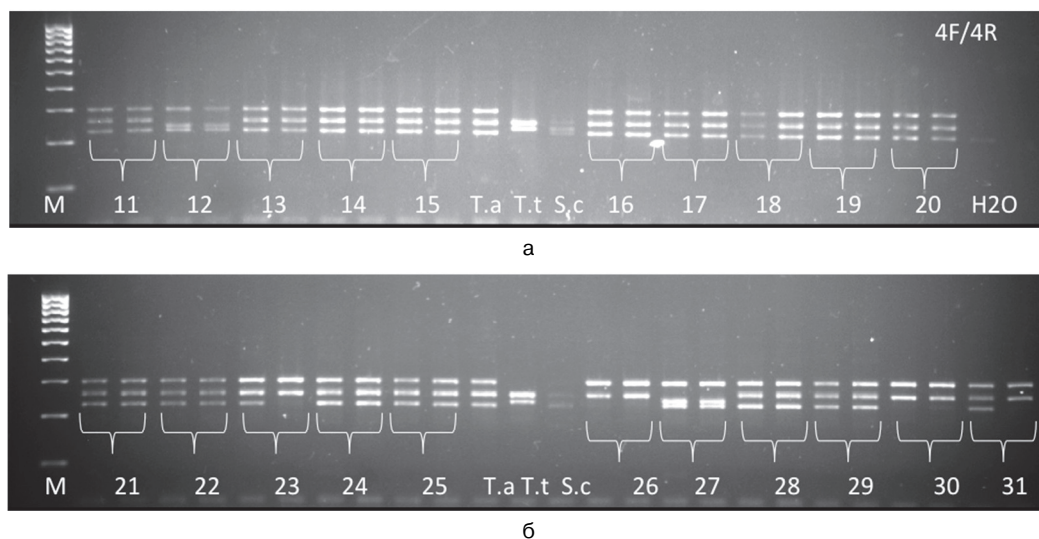 4F/4R
M 11 12 13 14 15 T.a T.t S.c 16 17 18 19 20 H2O
а
M 21 22 23 24 25 T.a T.t S.c 26 27 28 29 30 31
б